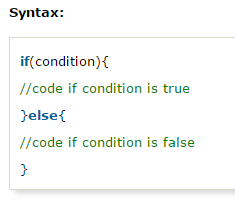 Syntax:
if(condition){
//code if condition is true
}else{
//code if condition is false
}